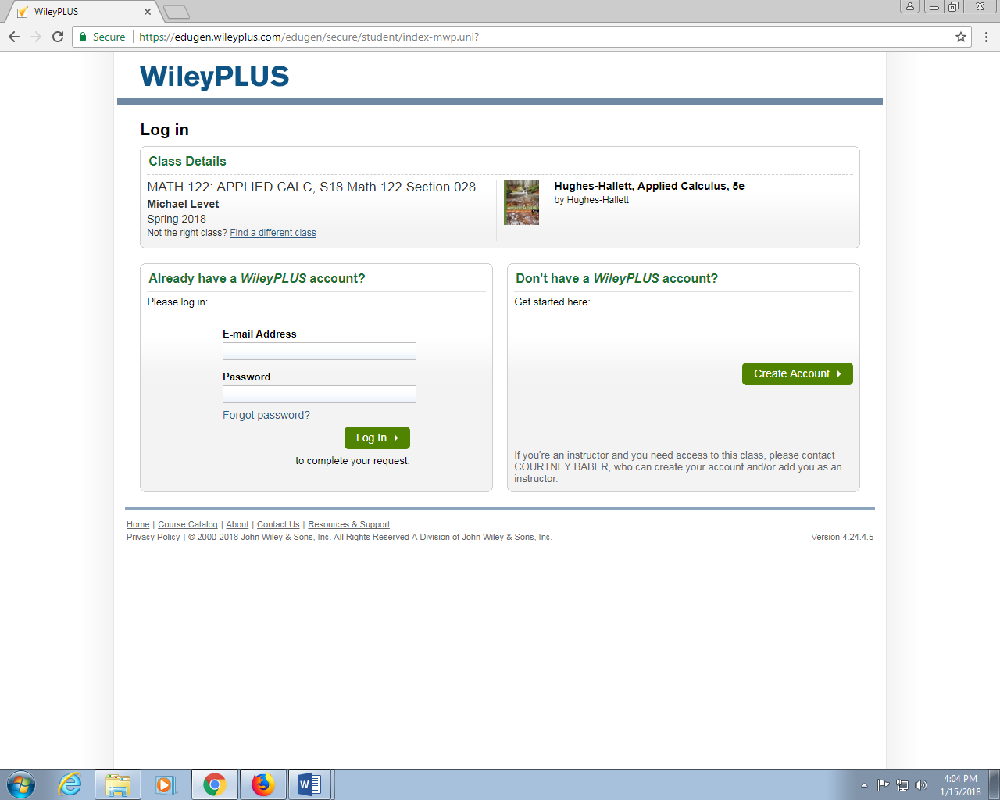 WileyPLUS
Secure
https://edugen.wileyplus.com/edugen/secure/student/index-mwp.uni?
WileyPLUS
Log in
Class Details
MATH 122: APPLIED CALC, S18 Math 122 Section 028
Michael Levet
Spring 2018
Not the right class? Find a different class
Hughes-Hallett, Applied Calculus, 5e
by Hughes-Hallett
Already have a WileyPLUS account?
Please log in:
E-mail Address
Password
Forgot password?
Log In
to complete your request.
Don't have a WileyPLUS account?
Get started here:
Create Account
If you're an instructor and you need access to this class, please contact
COURTNEY BABER, who can create your account and/or add you as an
instructor.
Home | Course Catalog | About | Contact Us | Resources & Support
Privacy Policy | © 2000-2018 John Wiley & Sons, Inc. All Rights Reserved A Division of John Wiley & Sons, Inc.
Version 4.24.4.5
4:04 PM
1/15/2018